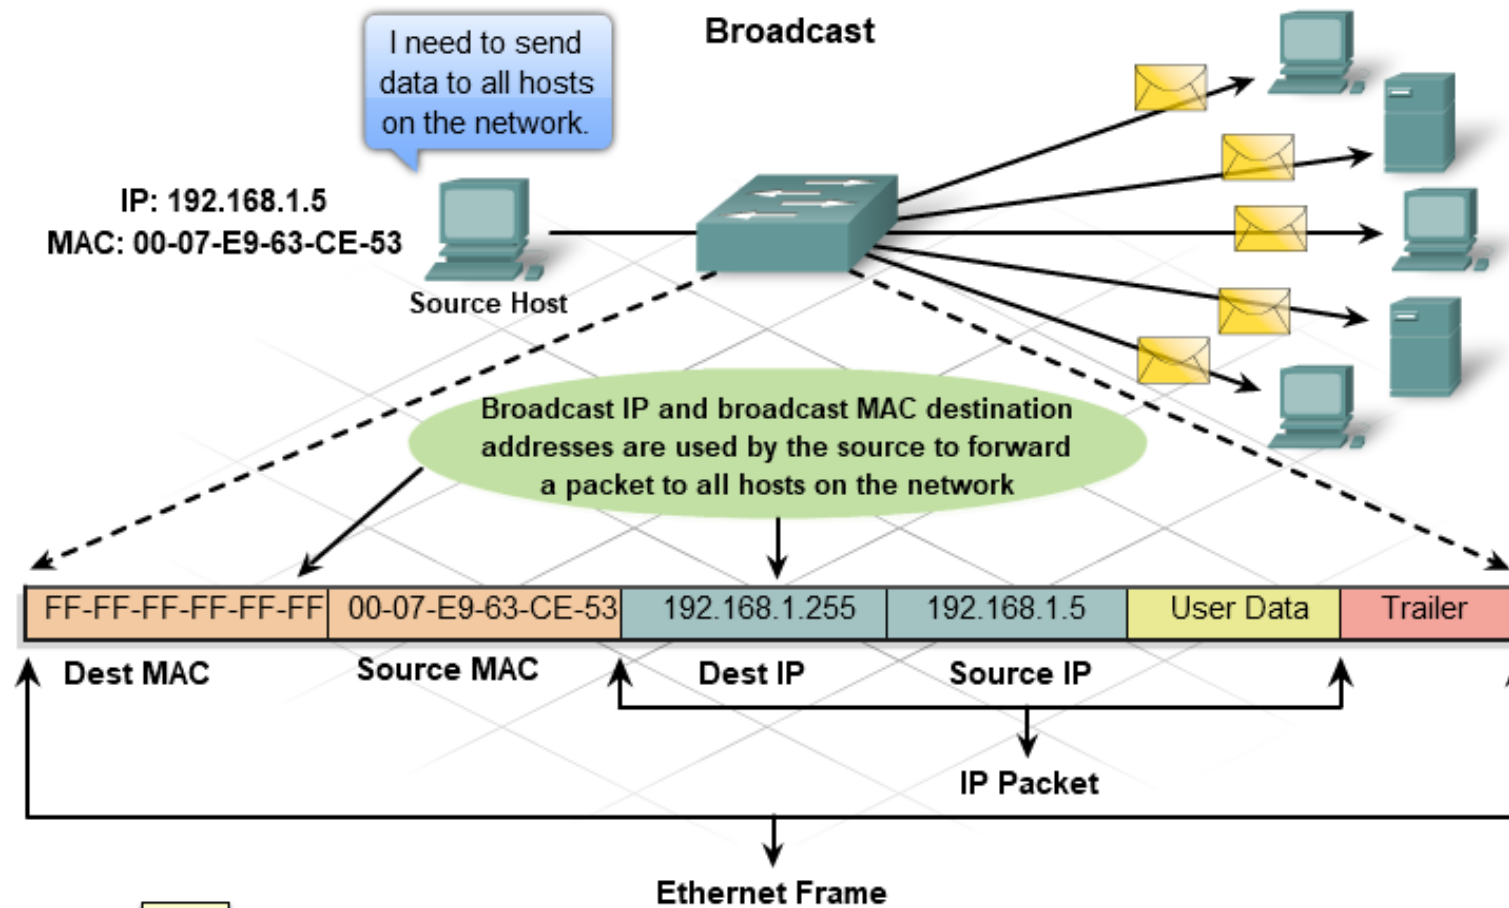 Broadcast
I need to send
data to all hosts
on the network.
IP: 192.168.1.5
MAC: 00-07-E9-63-CE-53
Source Host
Broadcast IP and broadcast MAC destination
addresses are used by the source to forward
a packet to all hosts on the network
FF-FF-FF-FF-FF-FF 00-07-E9-63-CE-53 192.168.1.255 192.168.1.5 User Data Trailer
Dest MAC Source MAC Dest IP Source IP
IP Packet
Ethernet Frame